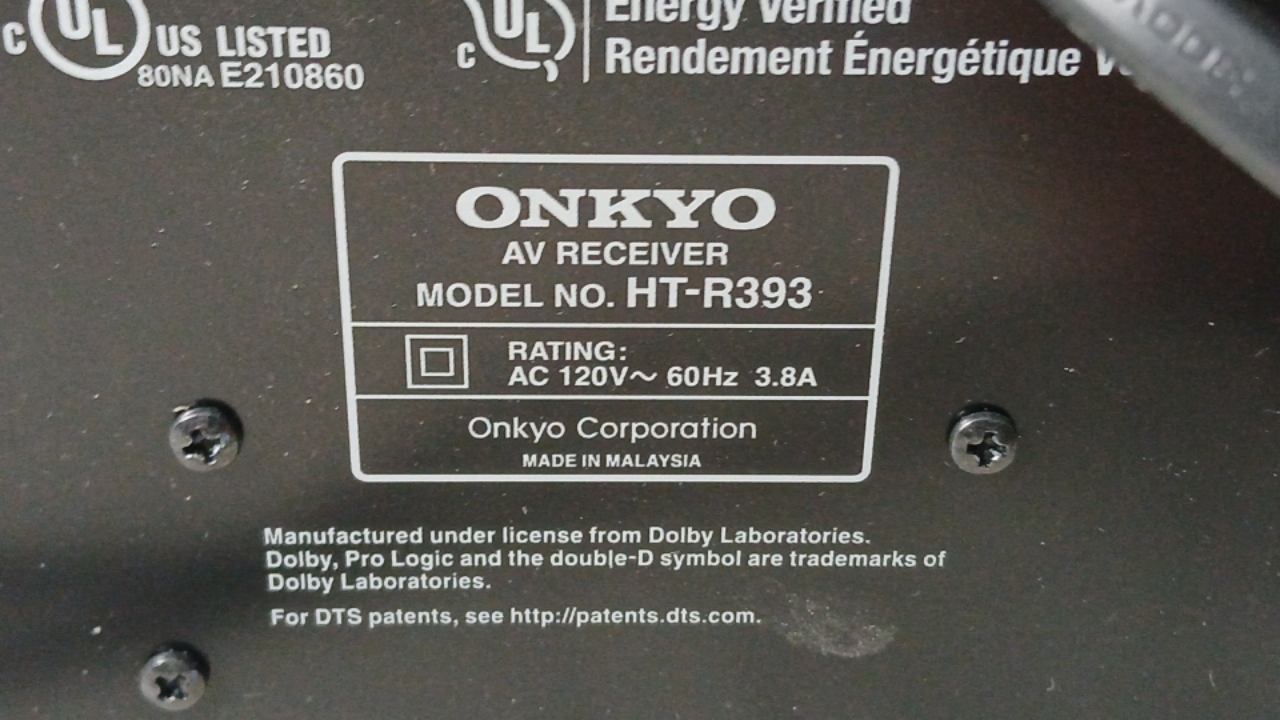 C UL US LISTED
80NA E210860
C UL Energy Verified
Rendement Énergétique
ONKYO
AV RECEIVER
MODEL NO. HT-R393
RATING:
AC 120V~ 60Hz 3.8A
Onkyo Corporation
MADE IN MALAYSIA
Manufactured under license from Dolby Laboratories.
Dolby, Pro Logic and the double-D symbol are trademarks of
Dolby Laboratories.
For DTS patents, see http://patents.dts.com.